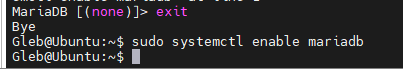 MariaDB [(none)]> exit
Bye
Gleb@Ubuntu:~$ sudo systemctl enable mariadb
Gleb@Ubuntu:~$